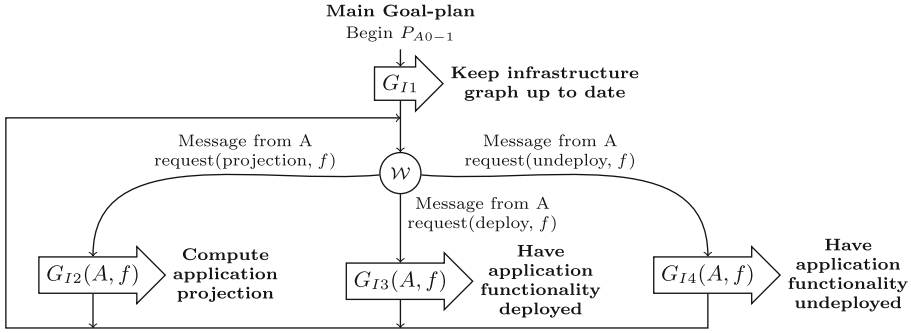 Main Goal-plan
Begin P_{A0−1}
G_{I1}
Keep infrastructure
graph up to date
Message from A
request(projection, f)
Message from A
request(undeploy, f)
𝒲
Message from A
request(deploy, f)
G_{I2}(A, f)
Compute
application
projection
G_{I3}(A, f)
Have
application
functionality
deployed
G_{I4}(A, f)
Have
application
functionality
undeployed